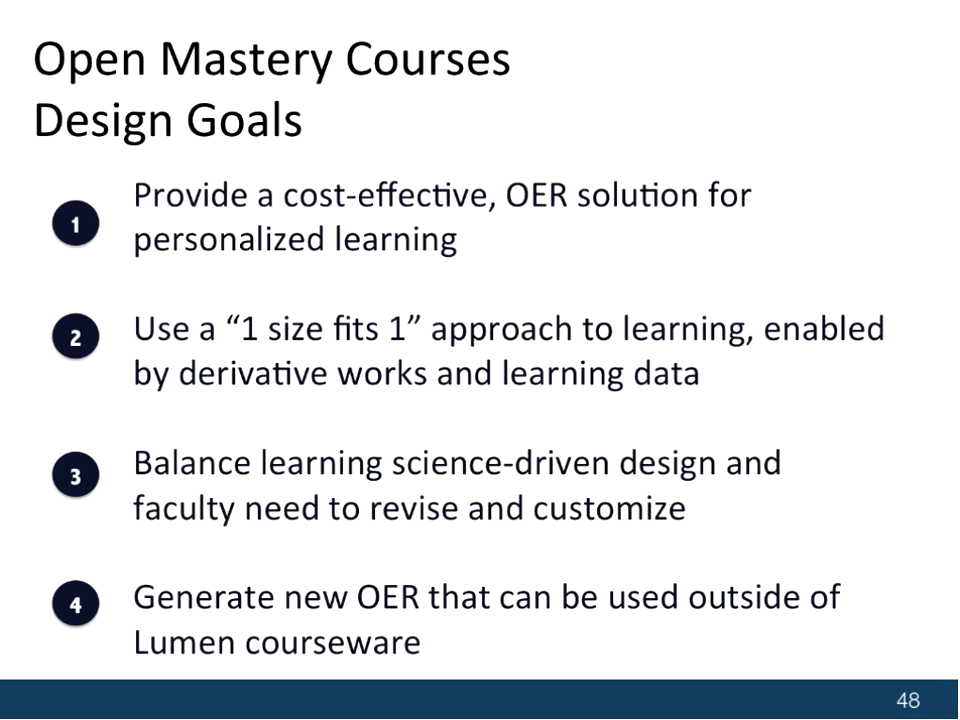 Open Mastery Courses
Design Goals
1
Provide a cost-effective, OER solution for
personalized learning
2
Use a “1 size fits 1” approach to learning, enabled
by derivative works and learning data
3
Balance learning science-driven design and
faculty need to revise and customize
4
Generate new OER that can be used outside of
Lumen courseware
48